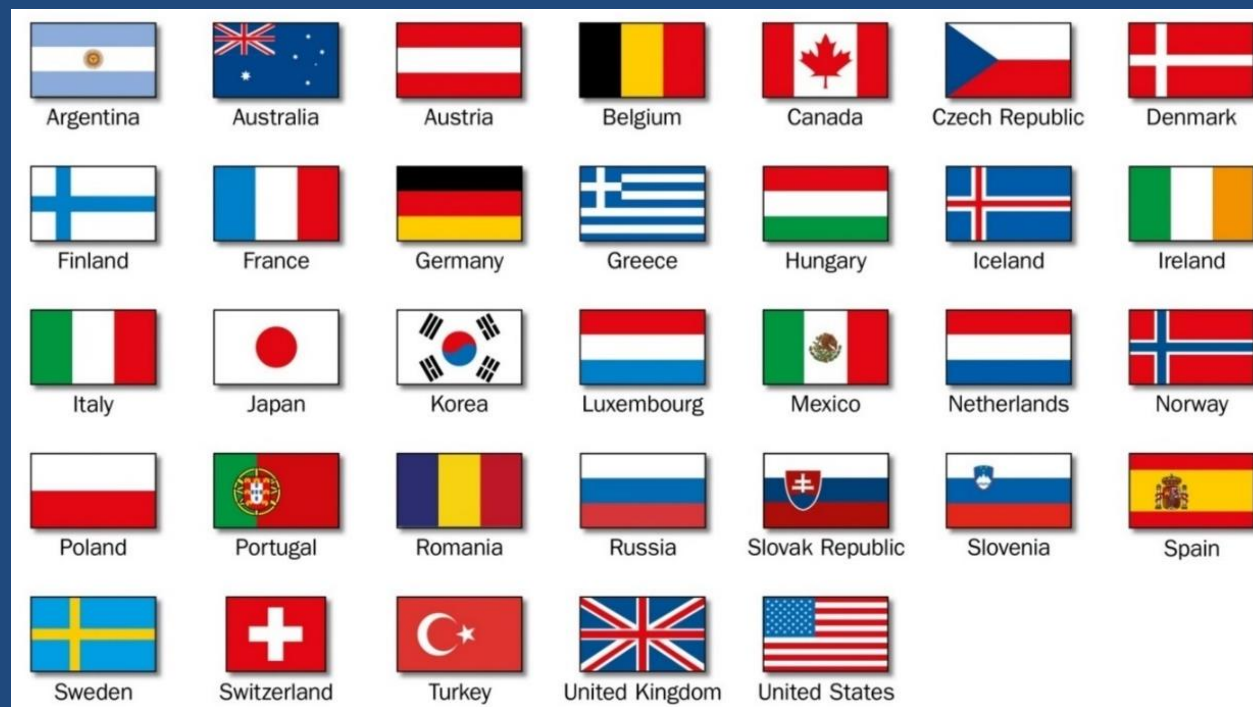 Argentina Australia Austria Belgium Canada Czech Republic Denmark
Finland France Germany Greece Hungary Iceland Ireland
Italy Japan Korea Luxembourg Mexico Netherlands Norway
Poland Portugal Romania Russia Slovak Republic Slovenia Spain
Sweden Switzerland Turkey United Kingdom United States